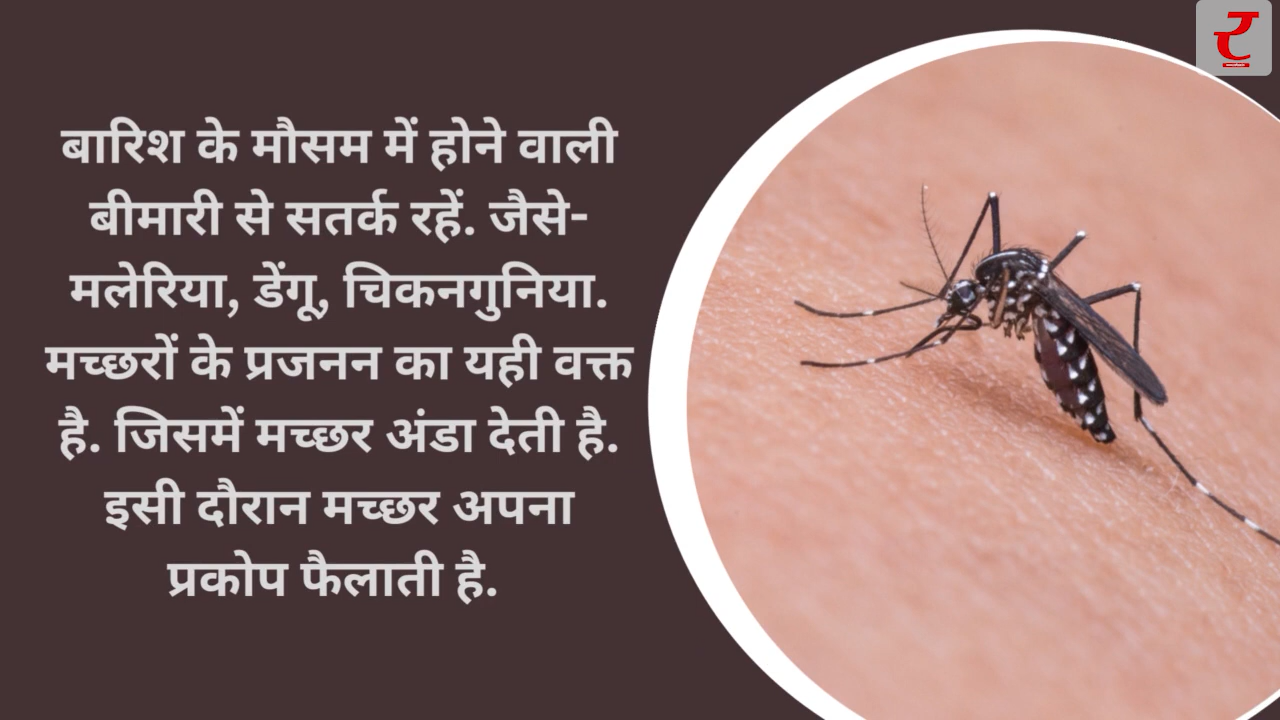 बारिश के मौसम में होने वाली
बीमारी से सतर्क रहें. जैसे-
मलेरिया, डेंगू, चिकनगुनिया.
मच्छरों के प्रजनन का यही वक्त
है. जिसमें मच्छर अंडा देती है.
इसी दौरान मच्छर अपना
प्रकोप फैलाती है.